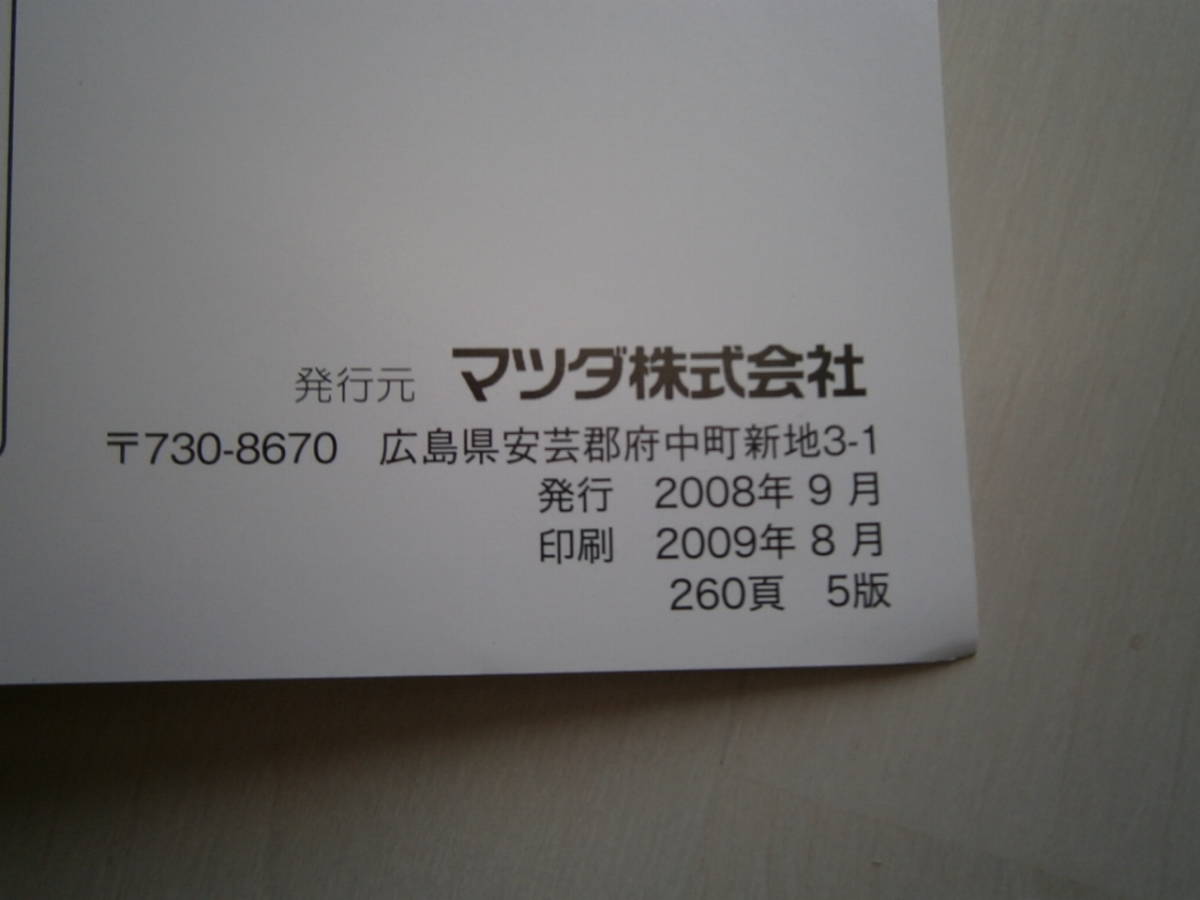 発行元 マツダ株式会社
〒730-8670 広島県安芸郡府中町新地3-1
発行 2008年 9 月
印刷 2009年 8 月
260頁 5版